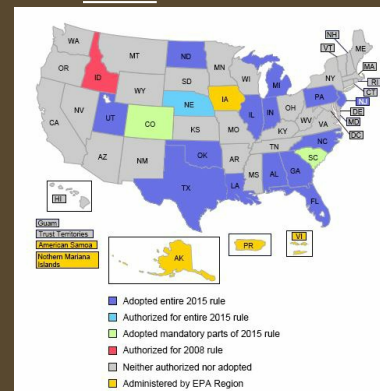 WA
OR
CA
NV
ID
MT
WY
UT
AZ
CO
NM
ND
SD
NE
KS
OK
TX
MN
IA
MO
AR
LA
WI
IL
MI
IN
OH
KY
TN
MS
AL
GA
FL
SC
NC
VA
WV
PA
NY
ME
NH
VT
MA
RI
CT
NJ
DE
MD
DC
HI
Guam
Trust Territories
American Samoa
Nothern Mariana
Islands
AK
PR
VI
Adopted entire 2015 rule
Authorized for entire 2015 rule
Adopted mandatory parts of 2015 rule
Authorized for 2008 rule
Neither authorized nor adopted
Administered by EPA Region